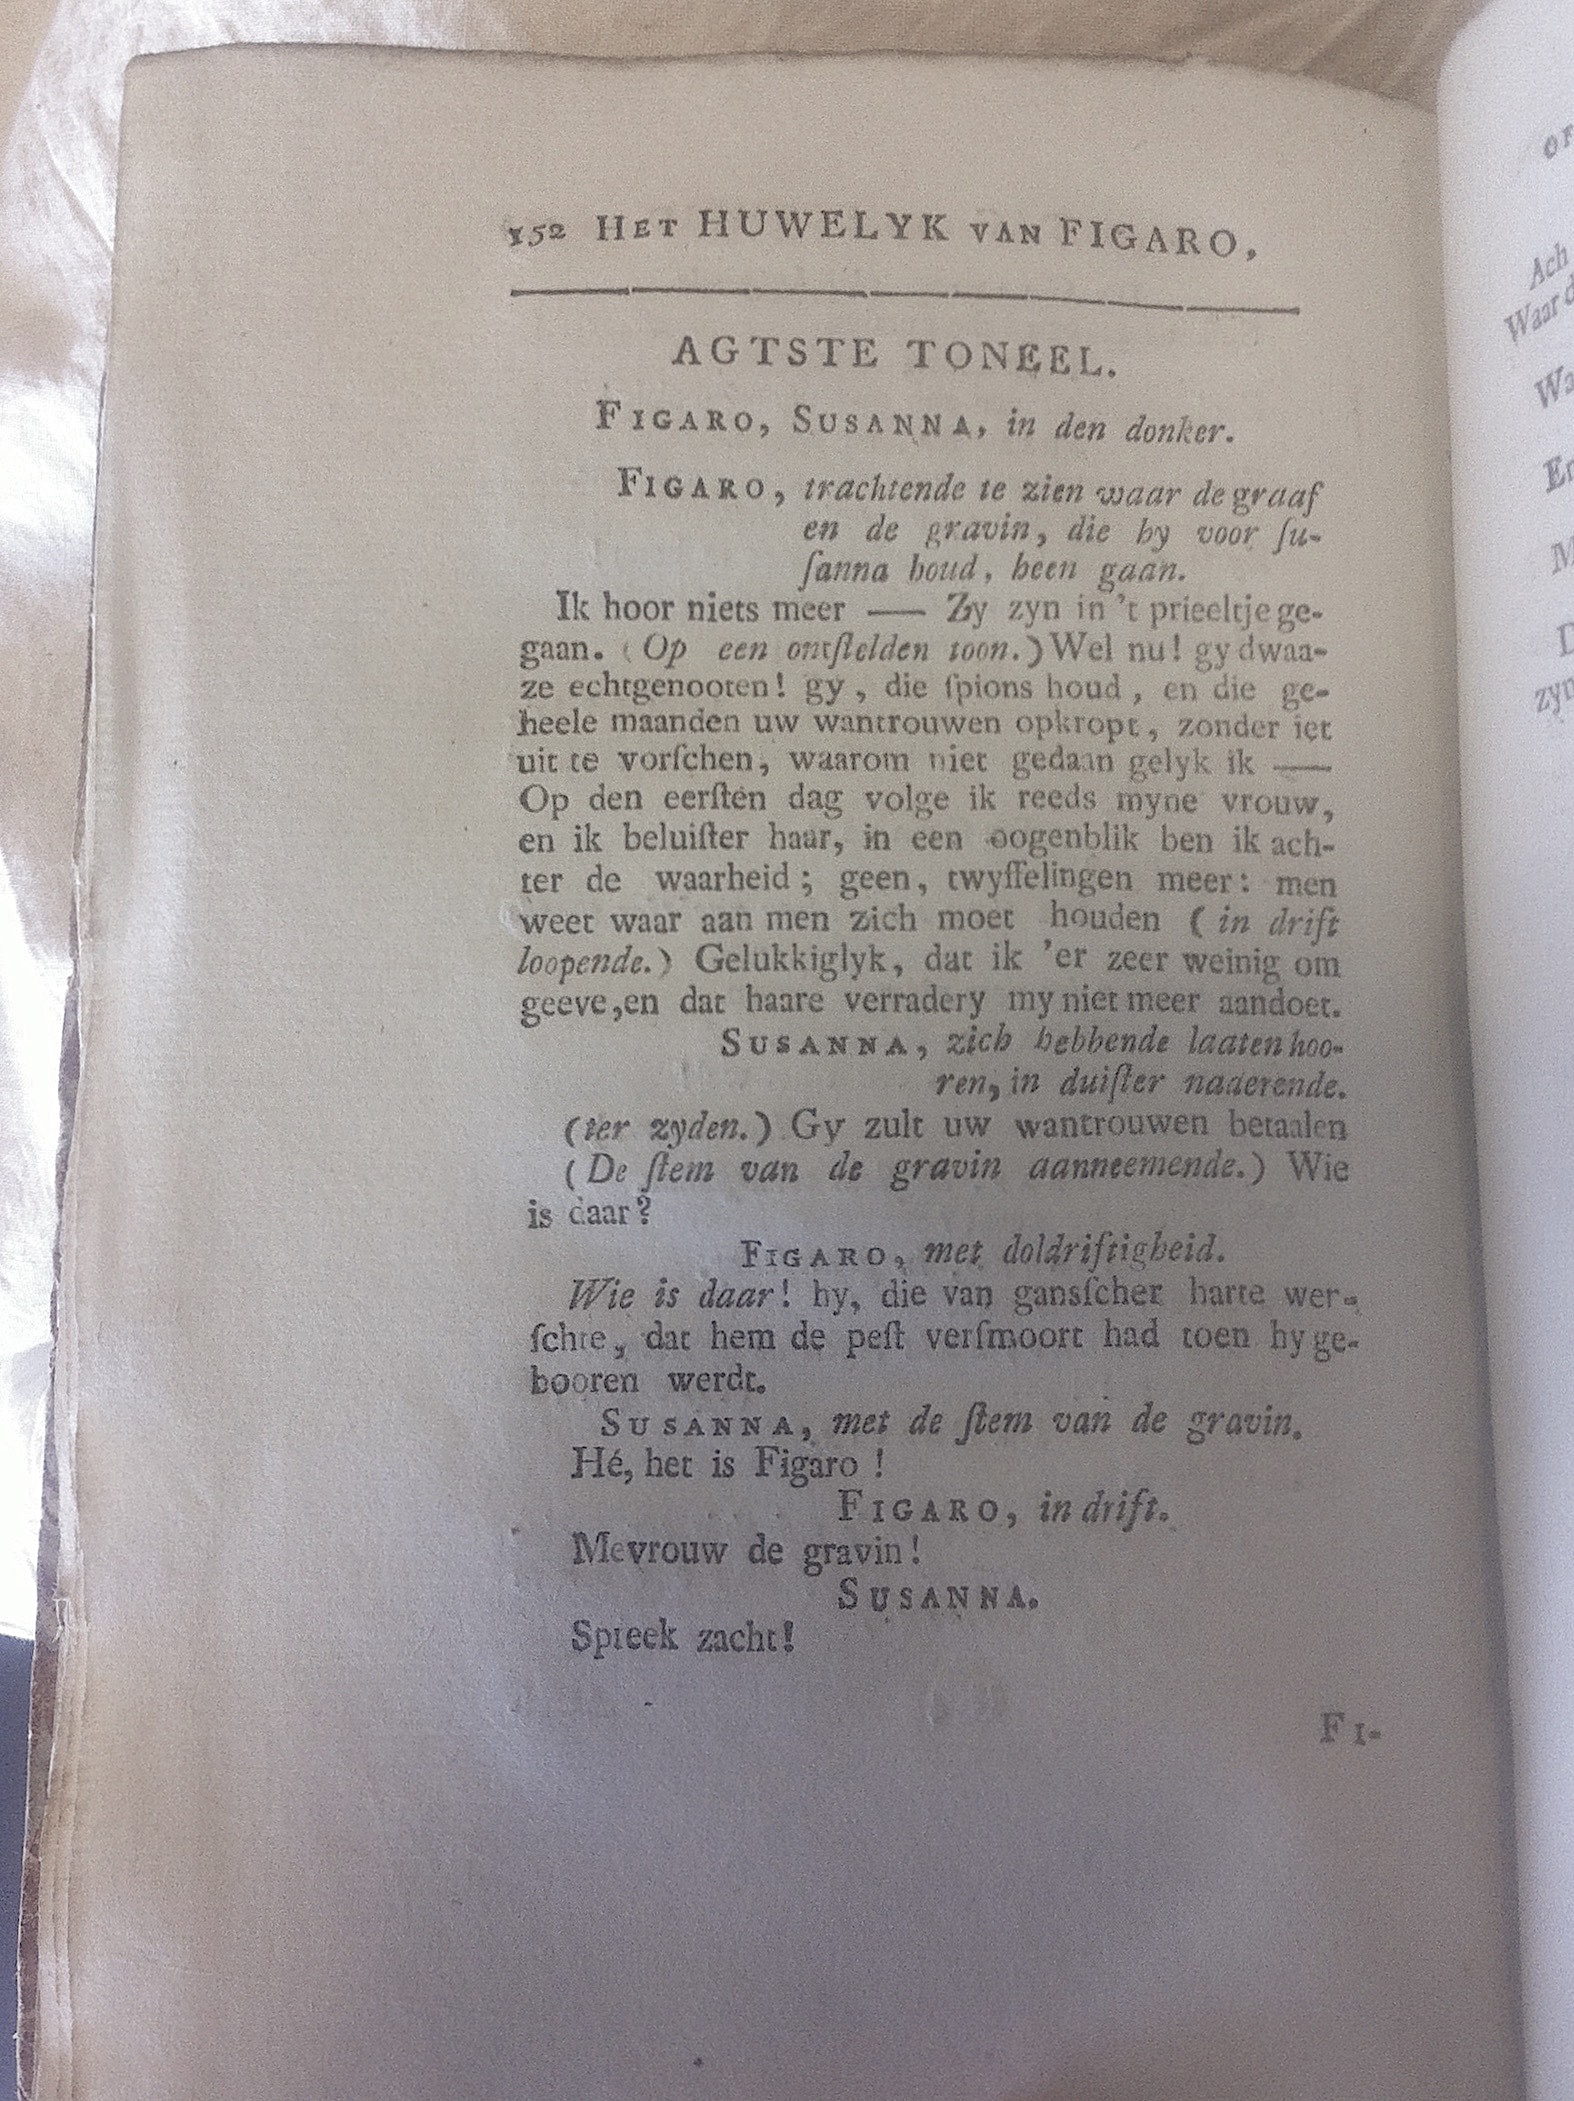 152 HET HUWELYK VAN FIGARO,
AGTSTE TONEEL.
FIGARO, SUSANNA, in den donker.
FIGARO, trachtende te zien waar de graaf
en de gravin, die hy voor ſu-
ſanna houd, heen gaan.
Ik hoor niets meer — Zy zyn in 't prieeltje ge-
gaan. (Op een ontſtelden toon.) Wel nu! gy dwaa-
ze echtgenooten! gy, die ſpions houd, en die ge-
heele maanden uw wantrouwen opkropt, zonder iet
uit te vorſchen, waarom niet gedaan gelyk ik —
Op den eerſten dag volge ik reeds myne vrouw,
en ik beluiſter haar, in een oogenblik ben ik ach-
ter de waarheid; geen, twyffelingen meer: men
weet waar aan men zich moet houden (in drift
loopende.) Gelukkiglyk, dat ik 'er zeer weinig om
geeve, en dat haare verradery my niet meer aandoet.
SUSANNA, zich hebbende laaten hoo-
ren, in duiſter naderende.
(ter zyden.) Gy zult uw wantrouwen betaalen
(De ſtem van de gravin aanneemende.) Wie
is daar?
FIGARO, met doldriftigheid.
Wie is daar! hy, die van ganſcher harte wer-
ſchte, dat hem de peſt verſmoort had toen hy ge-
booren werdt.
SUSANNA, met de ſtem van de gravin.
Hé, het is Figaro!
FIGARO, in drift.
Mevrouw de gravin!
SUSANNA.
Spreek zacht!
FI-
Ach
Waar